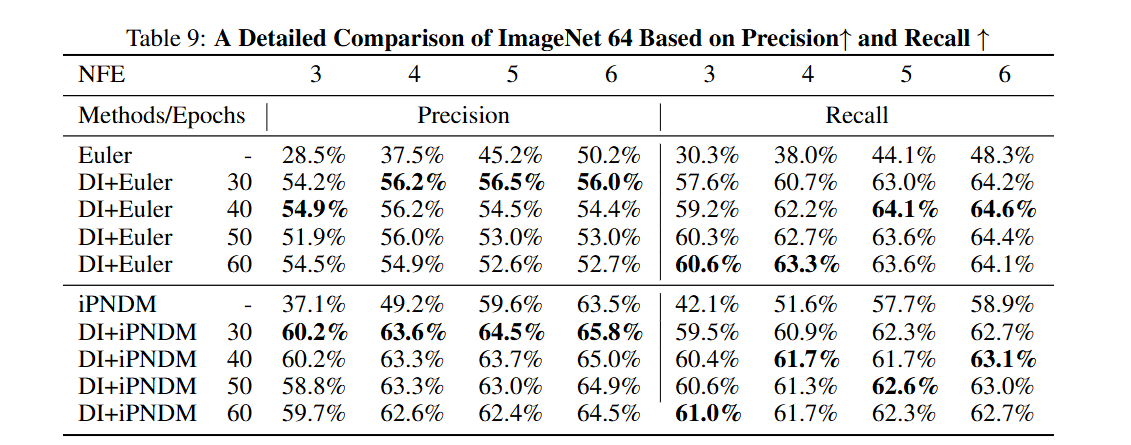 Table 9: A Detailed Comparison of ImageNet 64 Based on Precision↑ and Recall ↑
NFE 3 4 5 6 3 4 5 6
Methods/Epochs Precision Recall
Euler - 28.5% 37.5% 45.2% 50.2% 30.3% 38.0% 44.1% 48.3%
DI+Euler 30 54.2% 56.2% 56.5% 56.0% 57.6% 60.7% 63.0% 64.2%
DI+Euler 40 54.9% 56.2% 54.5% 54.4% 59.2% 62.2% 64.1% 64.6%
DI+Euler 50 51.9% 56.0% 53.0% 53.0% 60.3% 62.7% 63.6% 64.4%
DI+Euler 60 54.5% 54.9% 52.6% 52.7% 60.6% 63.3% 63.6% 64.1%
iPNDM - 37.1% 49.2% 59.6% 63.5% 42.1% 51.6% 57.7% 58.9%
DI+iPNDM 30 60.2% 63.6% 64.5% 65.8% 59.5% 60.9% 62.3% 62.7%
DI+iPNDM 40 60.2% 63.3% 63.7% 65.0% 60.4% 61.7% 61.7% 63.1%
DI+iPNDM 50 58.8% 63.3% 63.0% 64.9% 60.6% 61.3% 62.6% 63.0%
DI+iPNDM 60 59.7% 62.6% 62.4% 64.5% 61.0% 61.7% 62.3% 62.7%